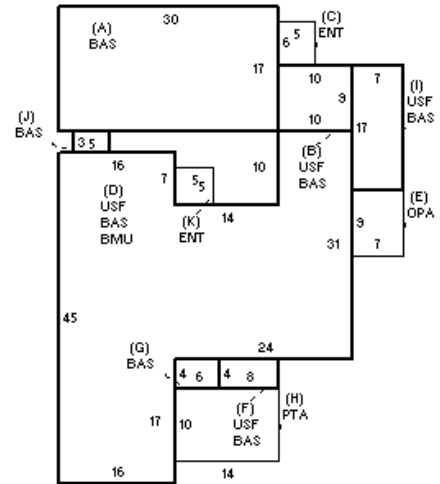 30
(A)
BAS
(C)
ENT
5
6
17
10
7
(I)
USF
BAS
9
10
17
(J)
BAS
3 5
16
7
10
(B)
USF
BAS
5
5
(D)
USF
BAS
BMU
(K)
ENT
14
(E)
OPA
9
7
31
45
24
(G)
BAS
4 6
4 8
(H)
PTA
(F)
USF
BAS
17
10
16
14